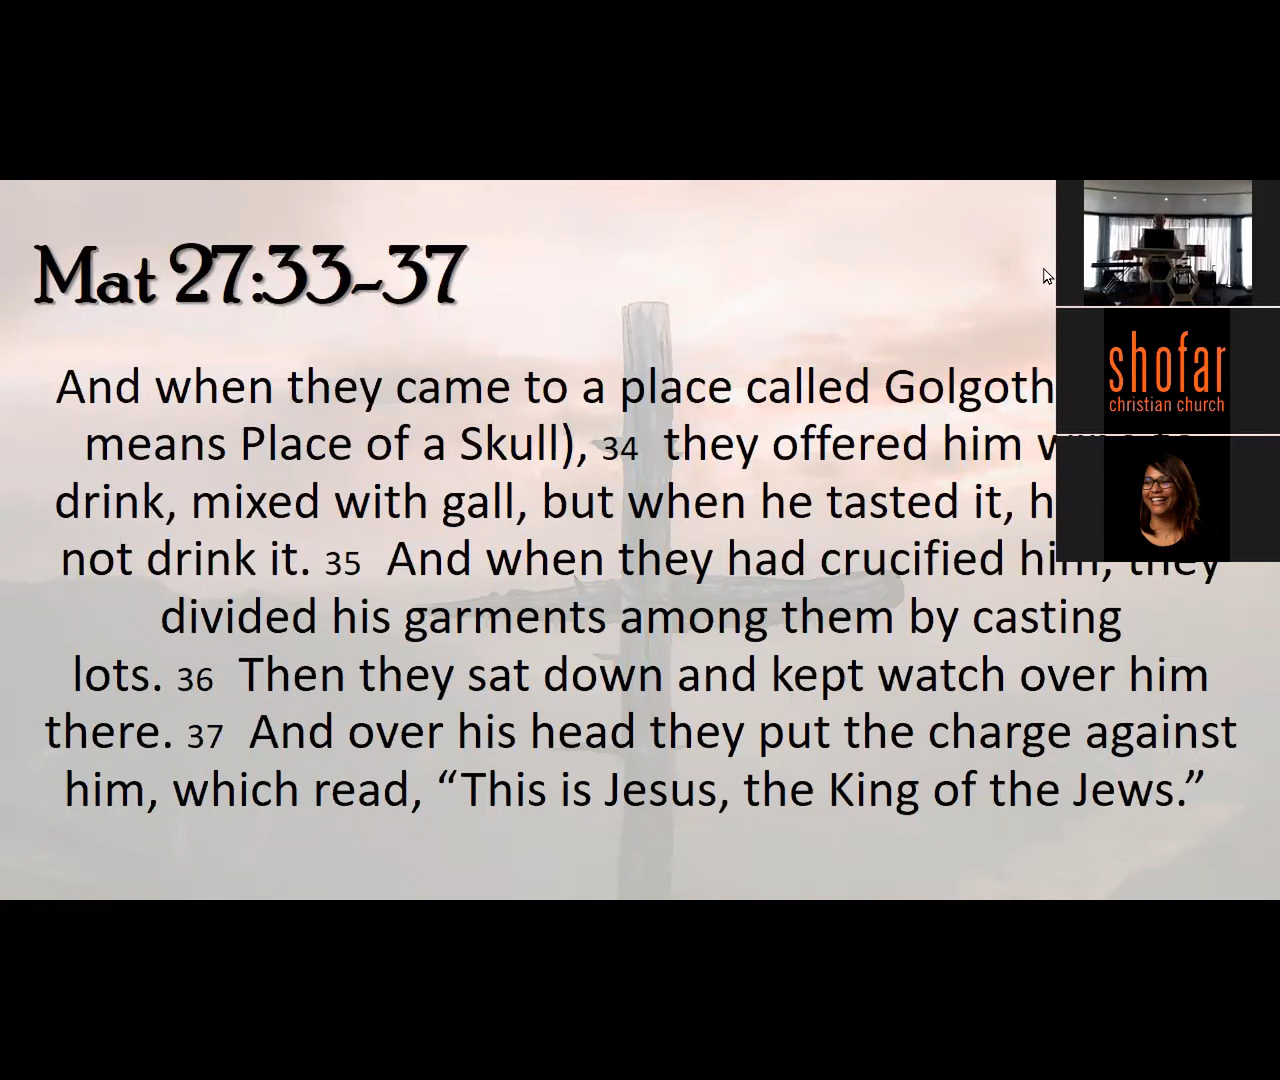 Mat 27:33-37
And when they came to a place called Golgoth
means Place of a Skull), 34 they offered him
drink, mixed with gall, but when he tasted it, h
not drink it. 35 And when they had crucified him, they
divided his garments among them by casting
lots. 36 Then they sat down and kept watch over him
there. 37 And over his head they put the charge against
him, which read, “This is Jesus, the King of the Jews.”
shofar
christian church